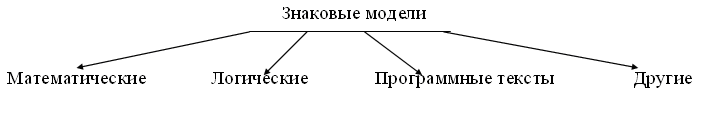 Знаковые модели
Математические Логические Программные тексты Другие